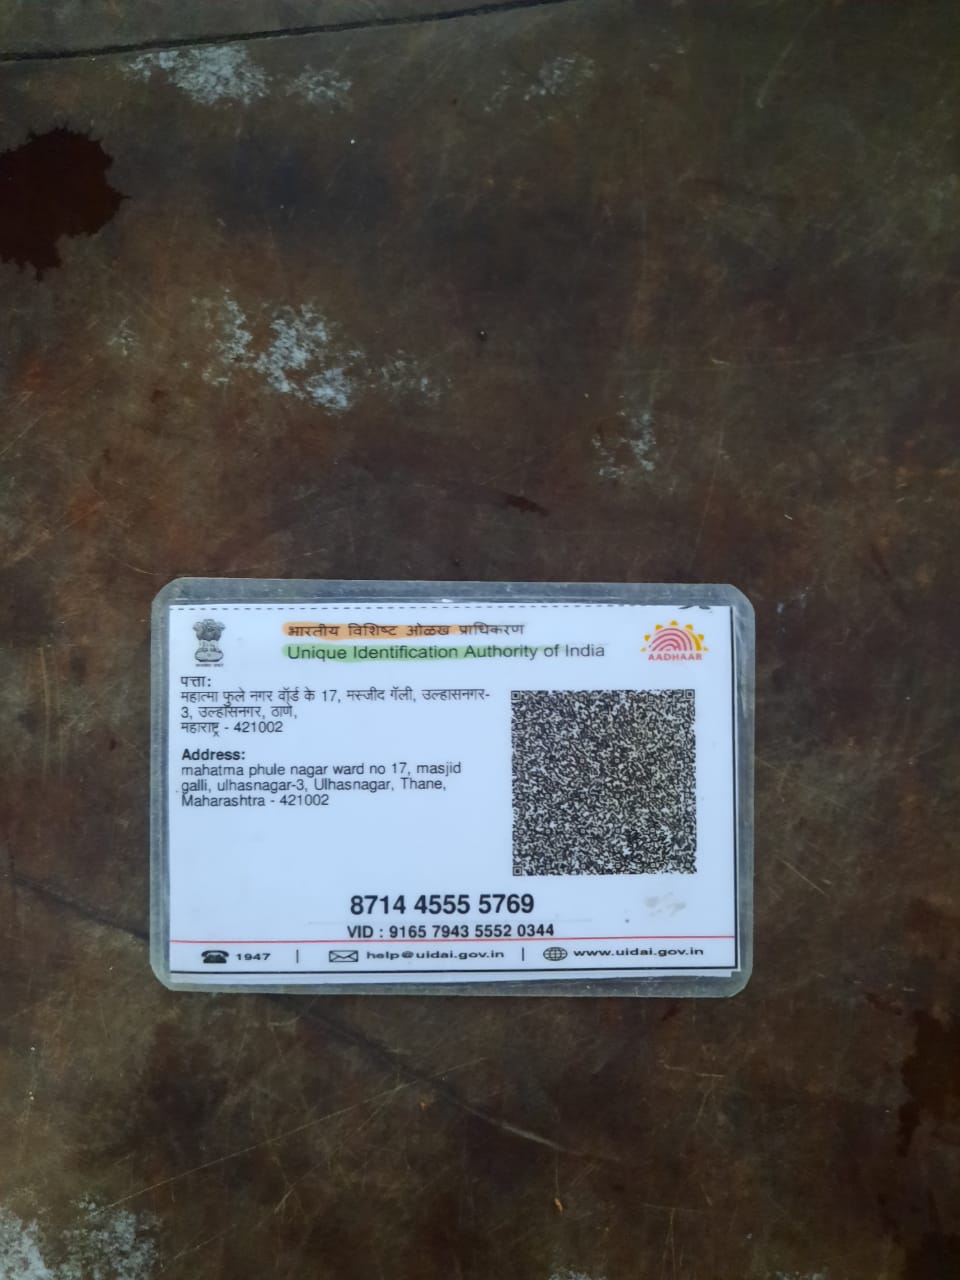 भारतीय विशिष्ट ओळख प्राधिकरण
Unique Identification Authority of India
AADHAAR
पत्ता:
महात्मा फुले नगर वॉर्ड के 17, मस्जीद गॅली, उल्हासनगर-
3, उल्हासनगर, ठाणे,
महाराष्ट्र - 421002
Address:
mahatma phule nagar ward no 17, masjid
galli, ulhasnagar-3, Ulhasnagar, Thane,
Maharashtra - 421002
8714 4555 5769
VID : 9165 7943 5552 0344
1947 | help@uidai.gov.in | www.uidai.gov.in